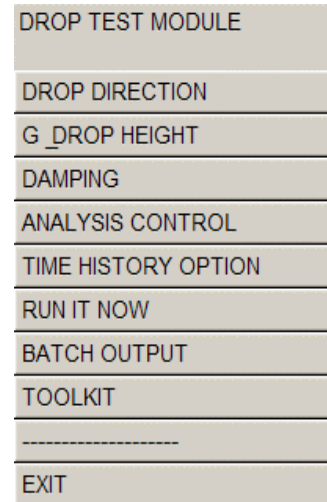 DROP TEST MODULE
DROP DIRECTION
G _DROP HEIGHT
DAMPING
ANALYSIS CONTROL
TIME HISTORY OPTION
RUN IT NOW
BATCH OUTPUT
TOOLKIT
--------------------
EXIT